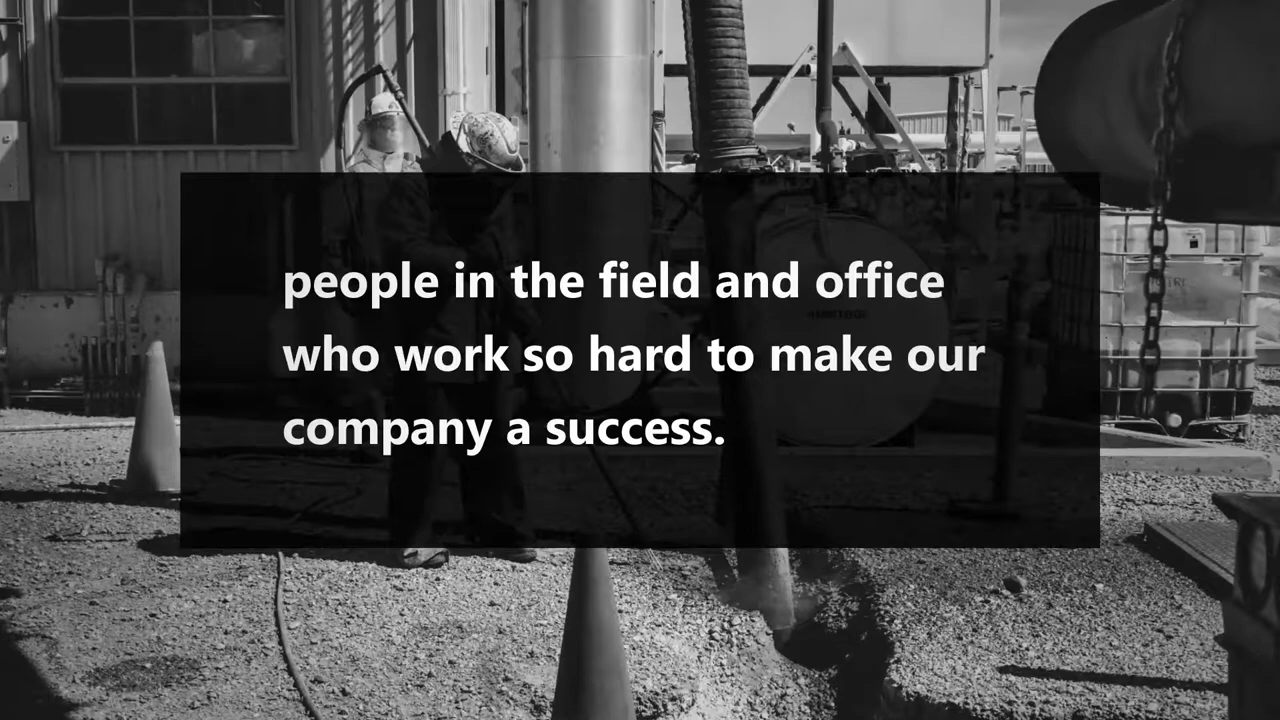 people in the field and office
who work so hard to make our
company a success.